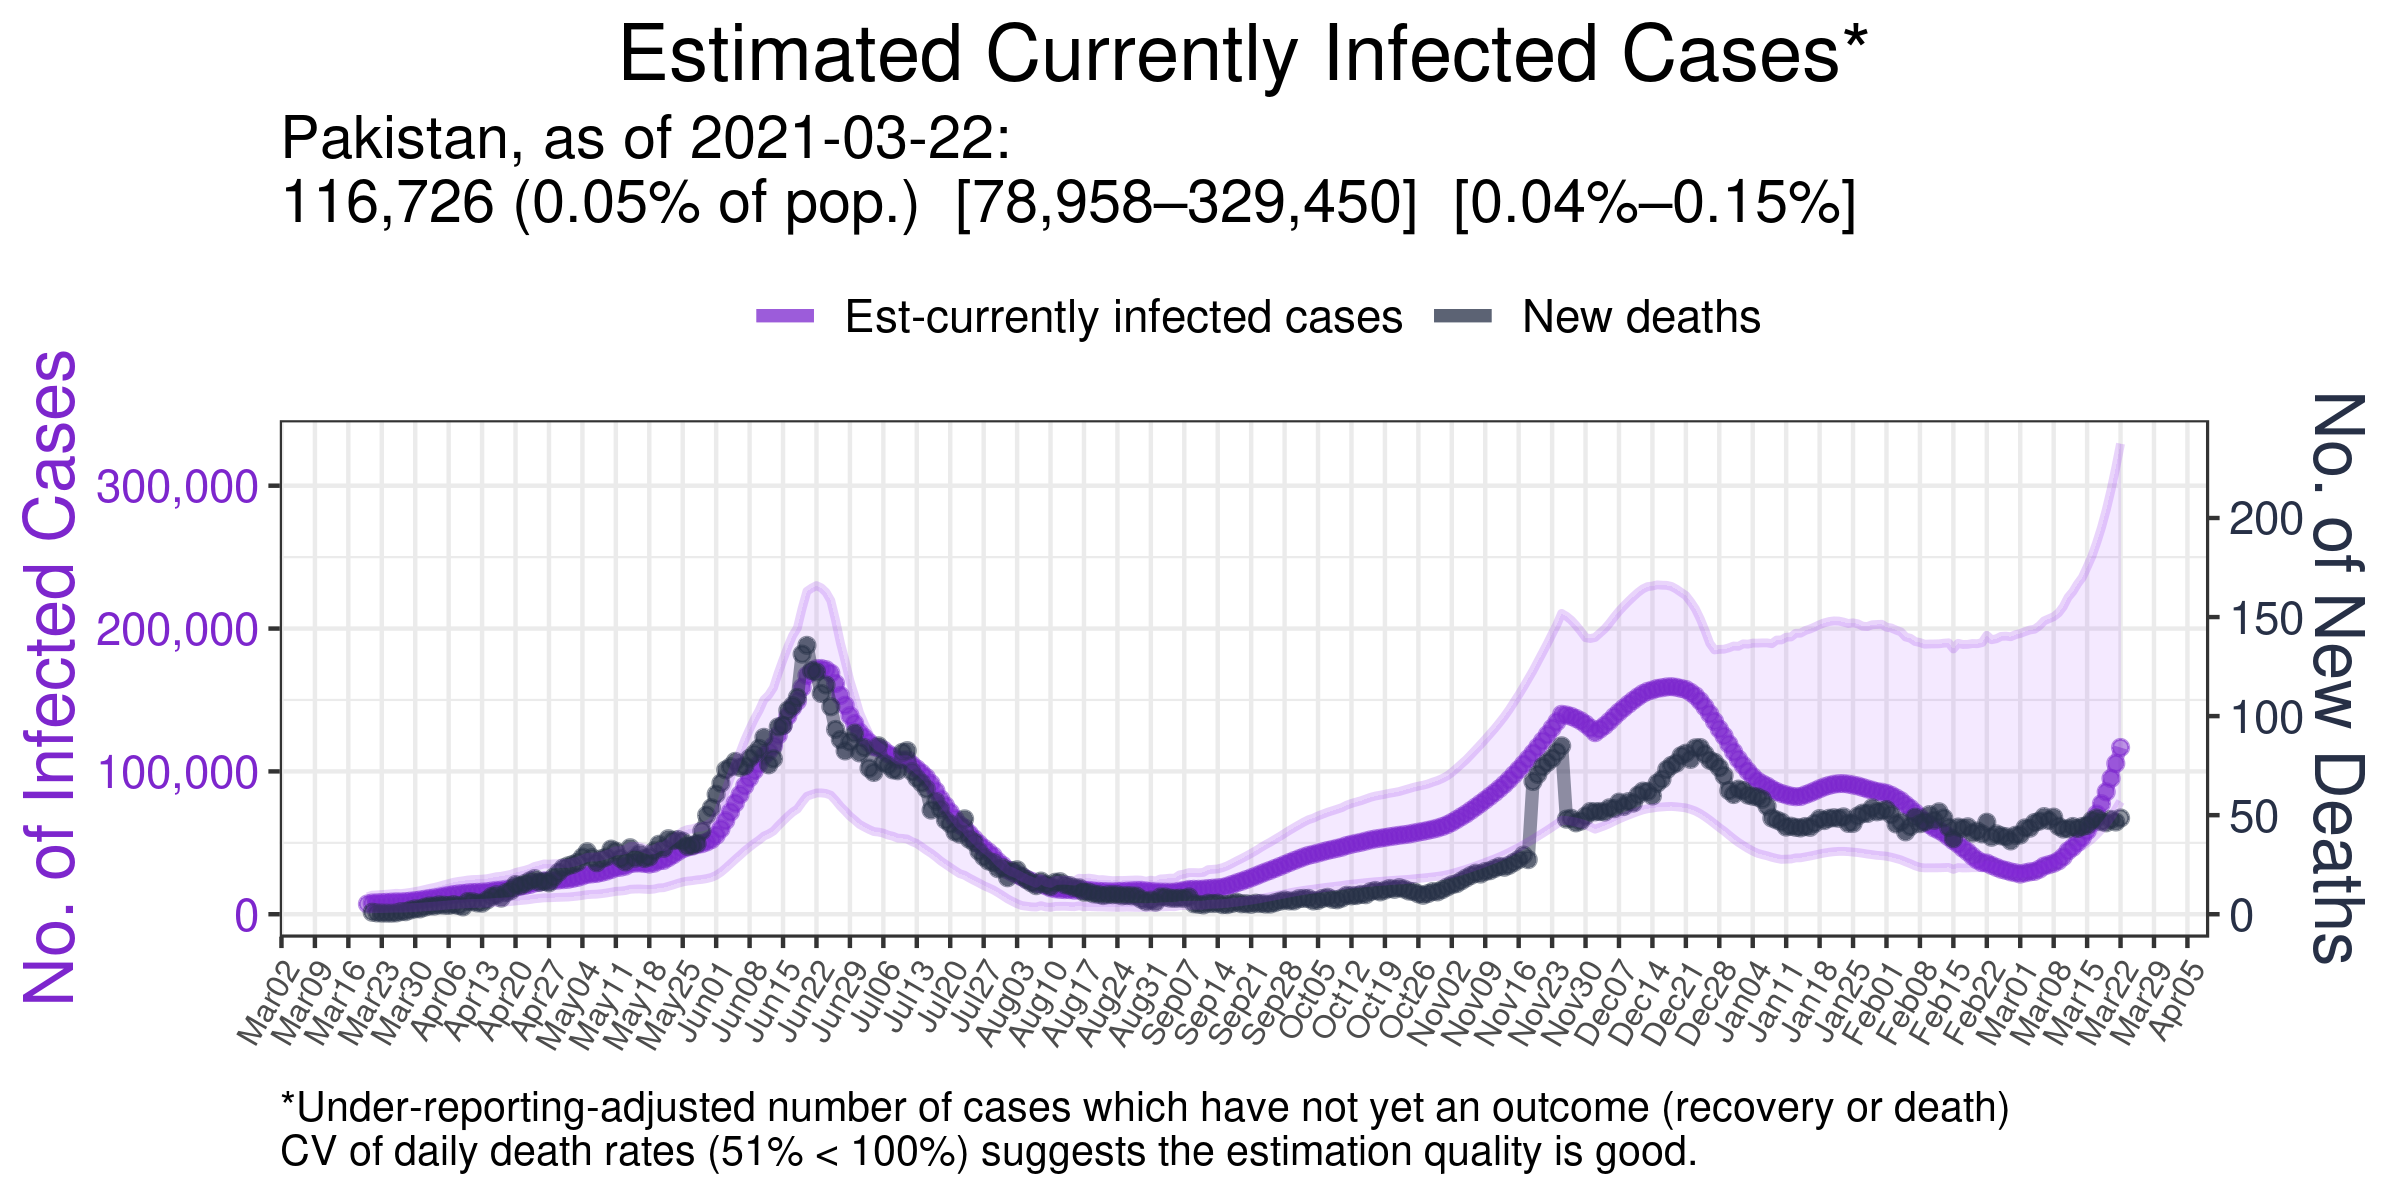 Estimated Currently Infected Cases*
Pakistan, as of 2021-03-22:
116,726 (0.05% of pop.) [78,958–329,450] [0.04%–0.15%]
Est-currently infected cases
New deaths
No. of Infected Cases
300,000
200,000
100,000
0
No. of New Deaths
200
150
100
50
0
Mar02
Mar09
Mar16
Mar23
Mar30
Apr06
Apr13
Apr20
Apr27
May04
May11
May18
May25
Jun01
Jun08
Jun15
Jun22
Jun29
Jul06
Jul13
Jul20
Jul27
Aug03
Aug10
Aug17
Aug24
Aug31
Sep07
Sep14
Sep21
Sep28
Oct05
Oct12
Oct19
Oct26
Nov02
Nov09
Nov16
Nov23
Nov30
Dec07
Dec14
Dec21
Dec28
Jan04
Jan11
Jan18
Jan25
Feb01
Feb08
Feb15
Feb22
Mar01
Mar08
Mar15
Mar22
Mar29
Apr05
*Under-reporting-adjusted number of cases which have not yet an outcome (recovery or death)
CV of daily death rates (51% < 100%) suggests the estimation quality is good.